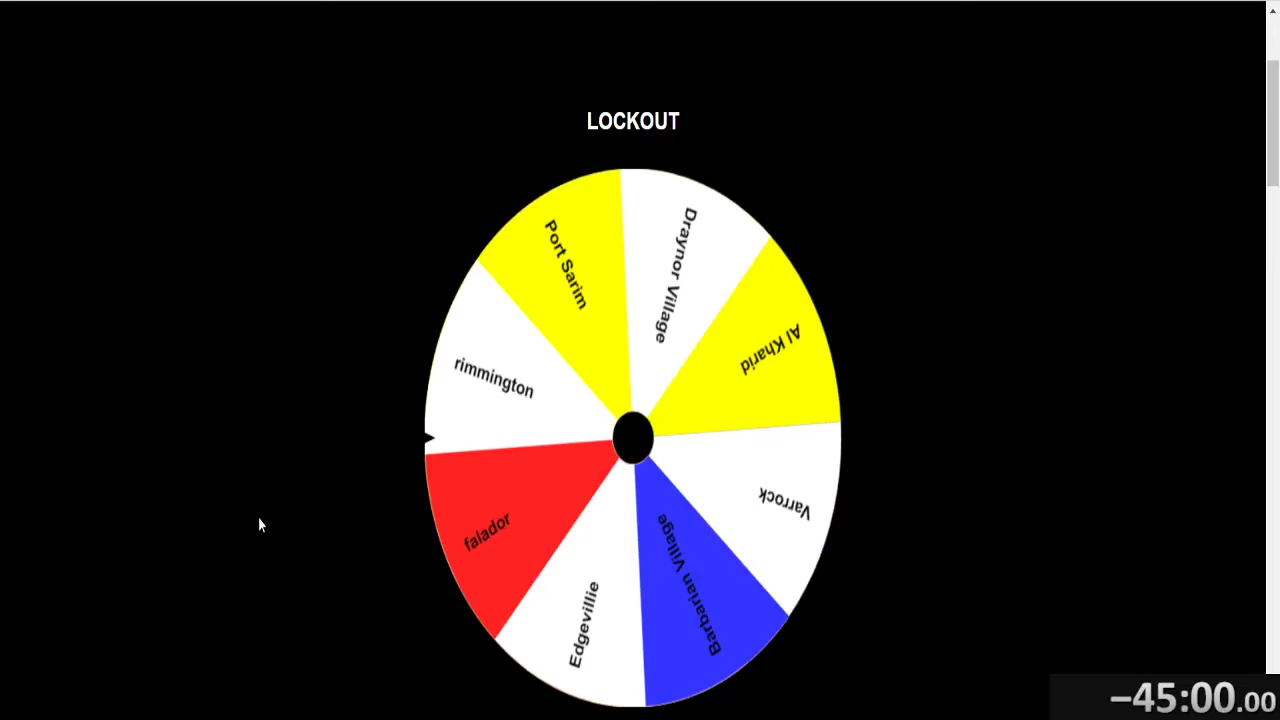 LOCKOUT
Port Sarim
Draynor Village
Al Kharid
rimmington
Varrock
falador
Barbarian Village
Edgevillie
−45:00.00